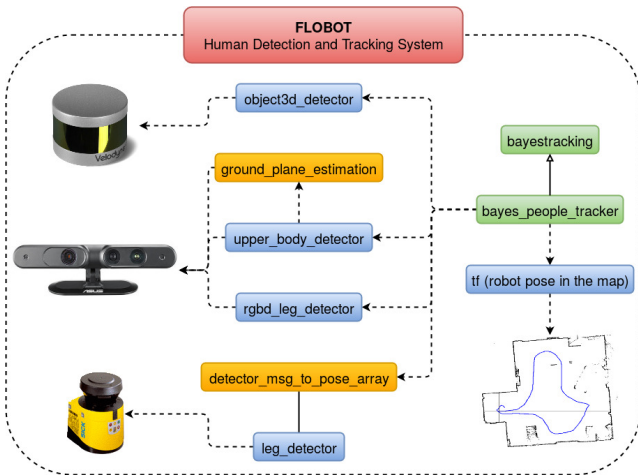 FLOBOT
Human Detection and Tracking System
object3d_detector
Velodyne
bayestracking
ground_plane_estimation
bayes_people_tracker
upper_body_detector
ASUS
tf (robot pose in the map)
rgbd_leg_detector
detector_msg_to_pose_array
leg_detector